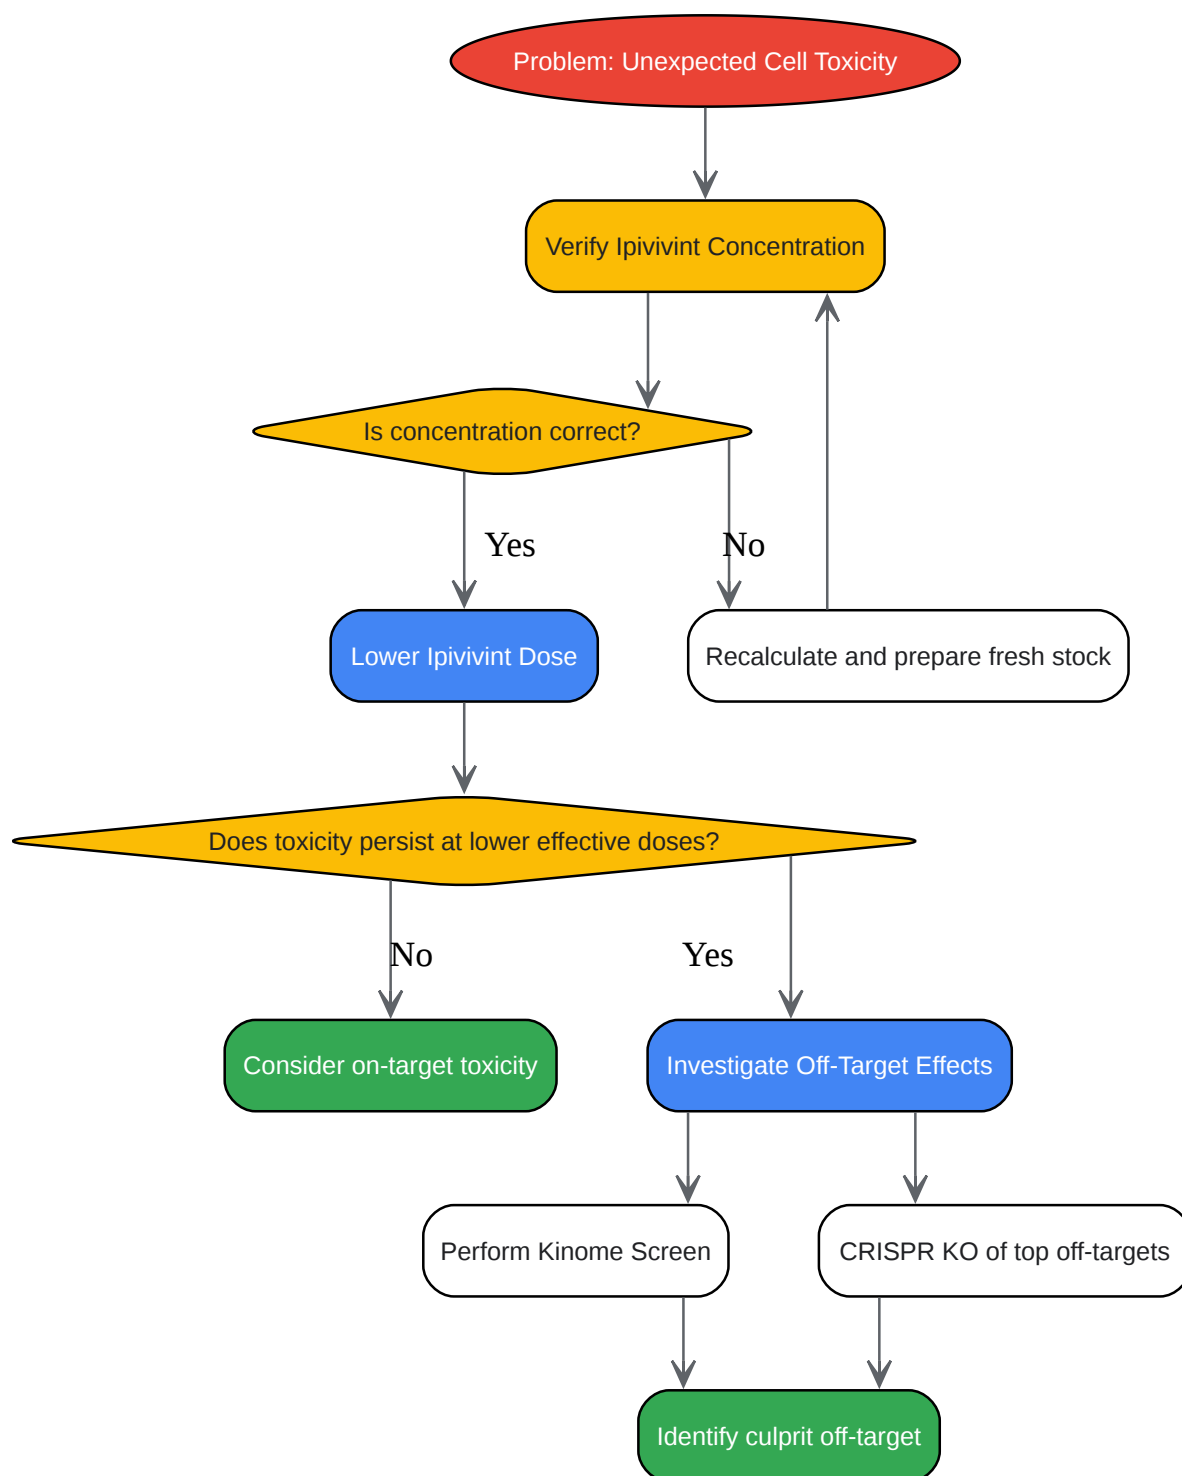 Problem: Unexpected Cell Toxicity
Verify Ipivivint Concentration
Is concentration correct?
Yes
No
Lower Ipivivint Dose
Recalculate and prepare fresh stock
Does toxicity persist at lower effective doses?
No
Yes
Consider on-target toxicity
Investigate Off-Target Effects
Perform Kinome Screen
CRISPR KO of top off-targets
Identify culprit off-target